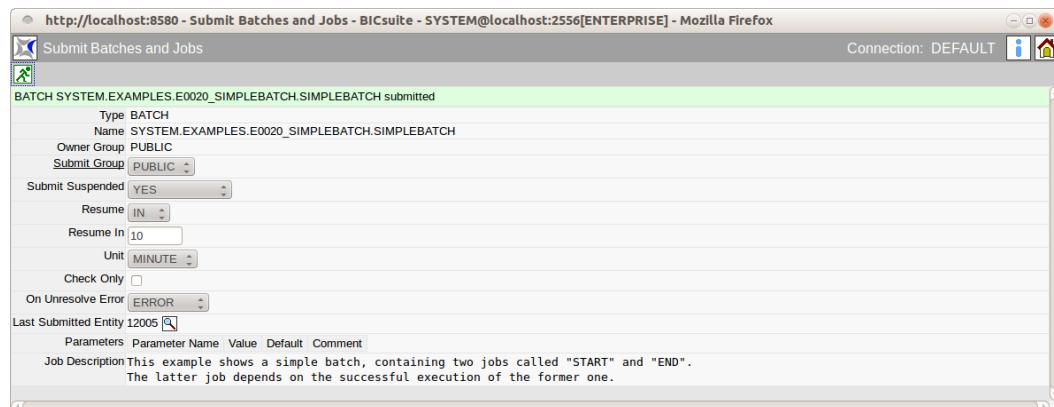 http://localhost:8580 - Submit Batches and Jobs - BICsuite - SYSTEM@localhost:2556[ENTERPRISE] - Mozilla Firefox
Submit Batches and Jobs Connection: DEFAULT
BATCH SYSTEM.EXAMPLES.E0020_SIMPLEBATCH.SIMPLEBATCH submitted
Type BATCH
Name SYSTEM.EXAMPLES.E0020_SIMPLEBATCH.SIMPLEBATCH
Owner Group PUBLIC
Submit Group PUBLIC
Submit Suspended YES
Resume IN
Resume In 10
Unit MINUTE
Check Only
On Unresolve Error ERROR
Last Submitted Entity 12005
Parameters Parameter Name Value Default Comment
Job Description This example shows a simple batch, containing two jobs called "START" and "END".
The latter job depends on the successful execution of the former one.